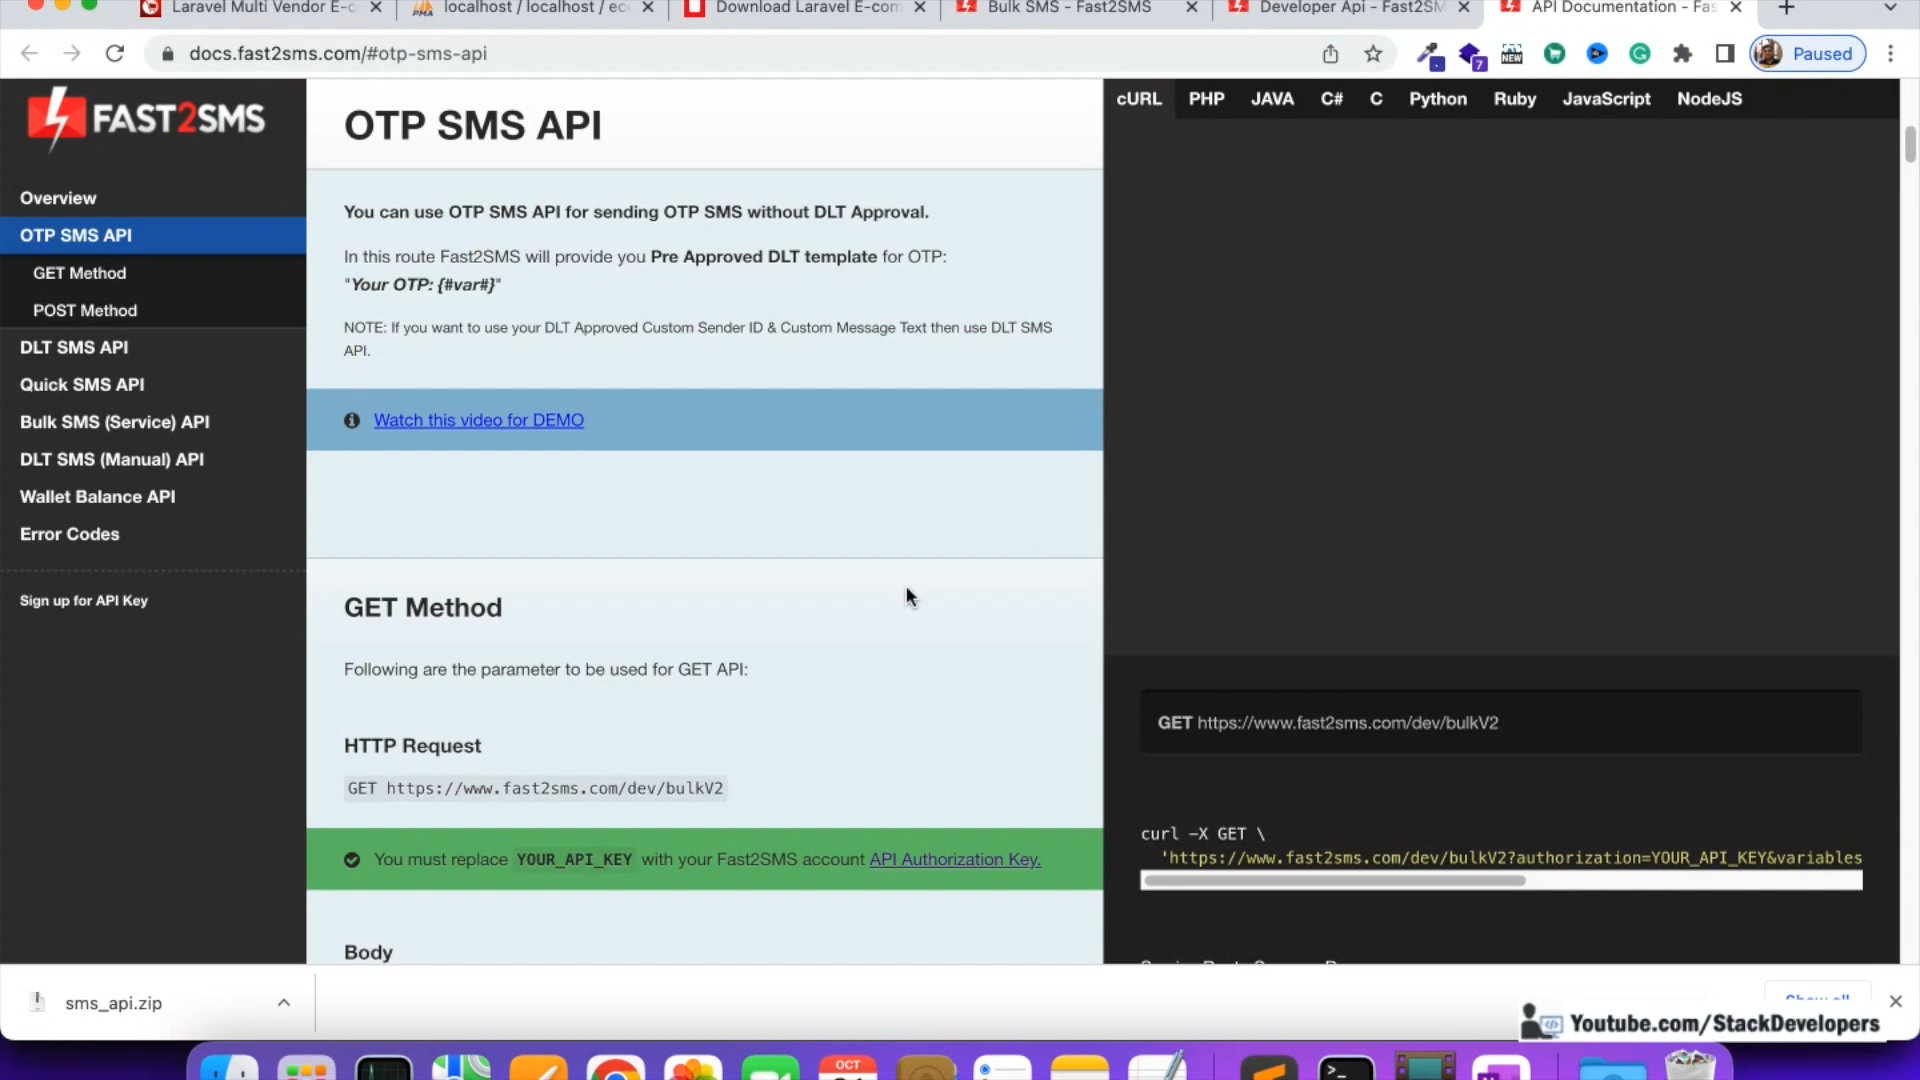 Laravel Multi Vendor E-c
localhost / localhost / ec
Download Laravel E-com
Bulk SMS - Fast2SMS
Developer Api - Fast2SM
API Documentation - Fas
docs.fast2sms.com/#otp-sms-api
NEW
7
Paused
FAST2SMS
Overview
OTP SMS API
GET Method
POST Method
DLT SMS API
Quick SMS API
Bulk SMS (Service) API
DLT SMS (Manual) API
Wallet Balance API
Error Codes
Sign up for API Key
OTP SMS API
You can use OTP SMS API for sending OTP SMS without DLT Approval.
In this route Fast2SMS will provide you Pre Approved DLT template for OTP:
"Your OTP: {#var#}"
NOTE: If you want to use your DLT Approved Custom Sender ID & Custom Message Text then use DLT SMS
API.
Watch this video for DEMO
GET Method
Following are the parameter to be used for GET API:
HTTP Request
GET https://www.fast2sms.com/dev/bulkV2
You must replace YOUR_API_KEY with your Fast2SMS account API Authorization Key.
Body
cURL PHP JAVA C# C Python Ruby JavaScript NodeJS
GET https://www.fast2sms.com/dev/bulkV2
curl -X GET \
'https://www.fast2sms.com/dev/bulkV2?authorization=YOUR_API_KEY&variables
sms_api.zip
Show all
Youtube.com/StackDevelopers
OCT